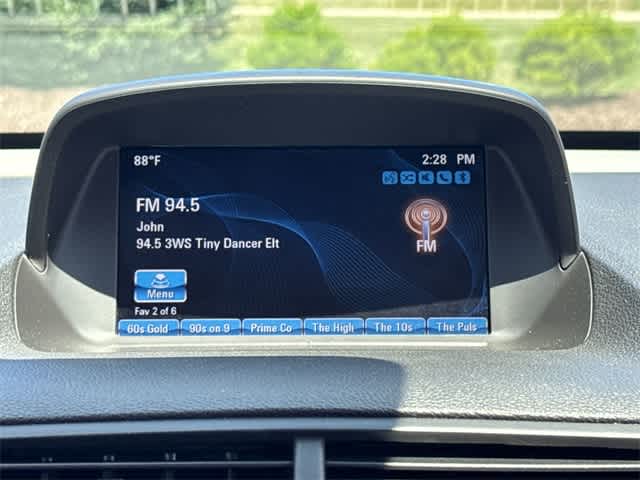 88°F
2:28 PM
FM 94.5
John
94.5 3WS Tiny Dancer Elt
FM
Menu
Fav 2 of 6
60s Gold
90s on 9
Prime Co
The High
The 10s
The Puls